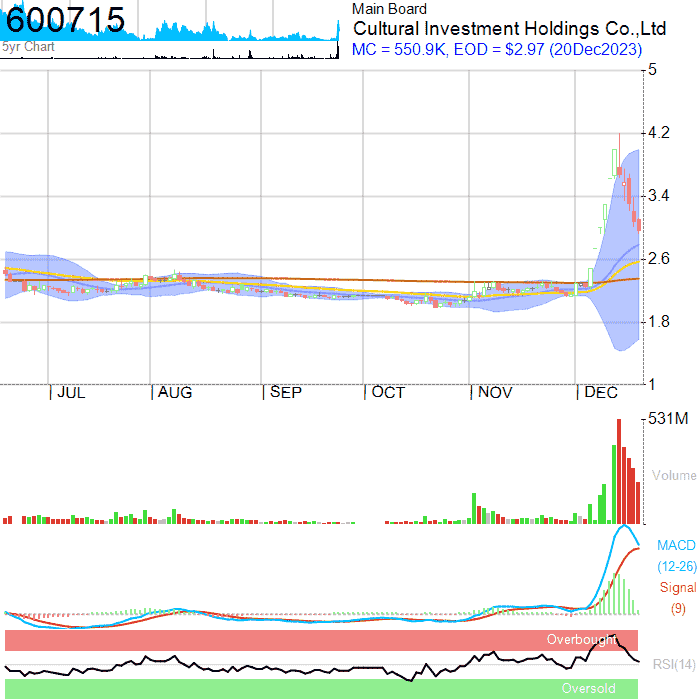 600715
5yr Chart
Main Board
Cultural Investment Holdings Co.,Ltd
MC = 550.9K, EOD = $2.97 (20Dec2023)
5
4.2
3.4
2.6
1.8
1
JUL AUG SEP OCT NOV DEC
531M
Volume
MACD
(12-26)
Signal
(9)
Overbought
RSI(14)
Oversold